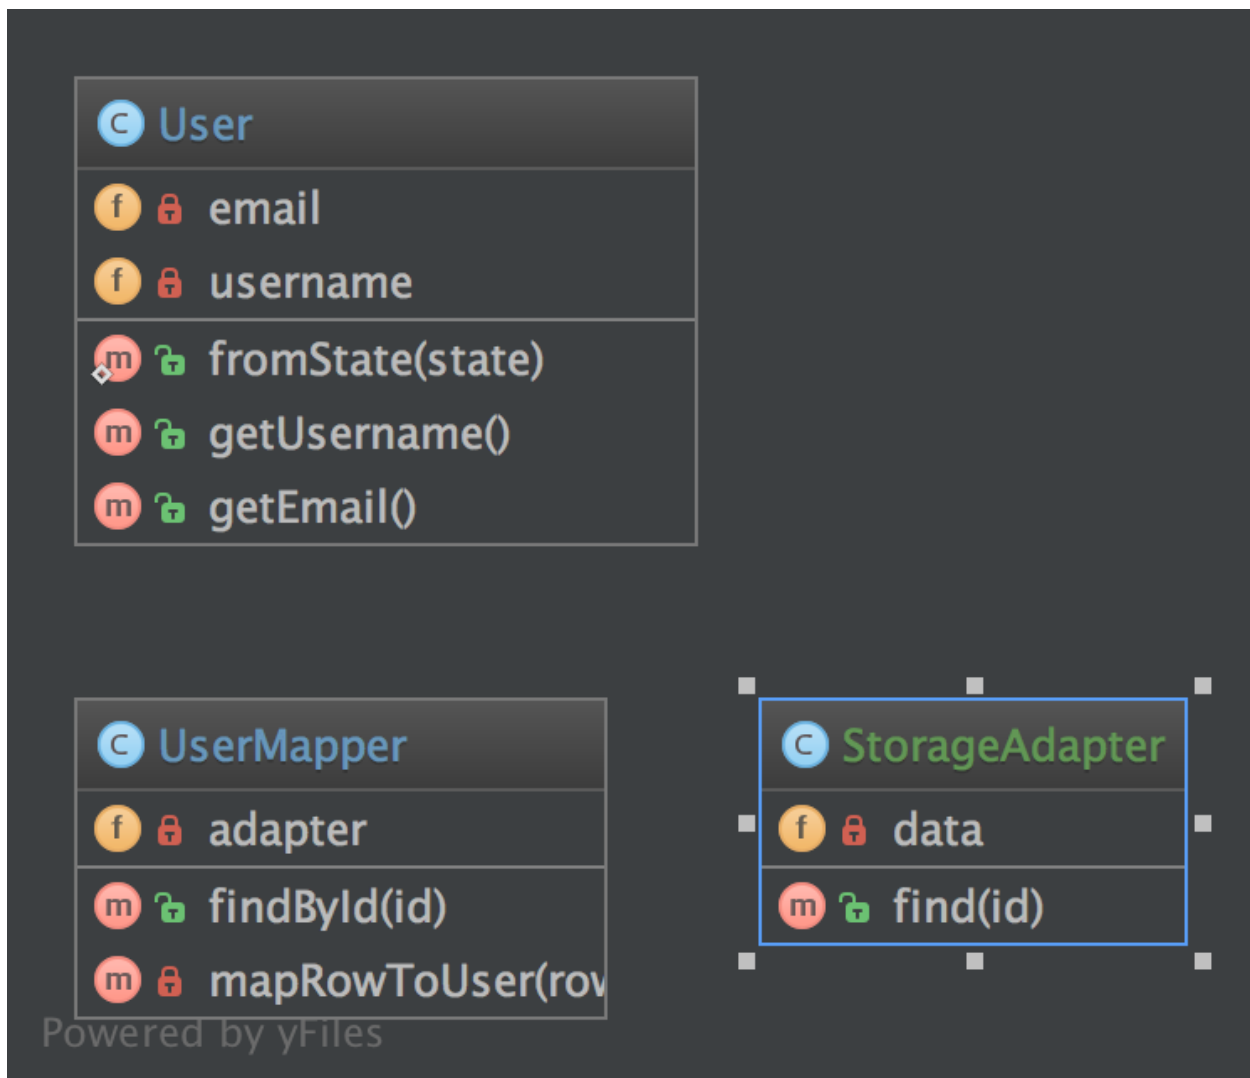 C User
f email
f username
m fromState(state)
m getUsername()
m getEmail()
C UserMapper
f adapter
m findById(id)
m mapRowToUser(row
C StorageAdapter
f data
m find(id)
Powered by yFiles